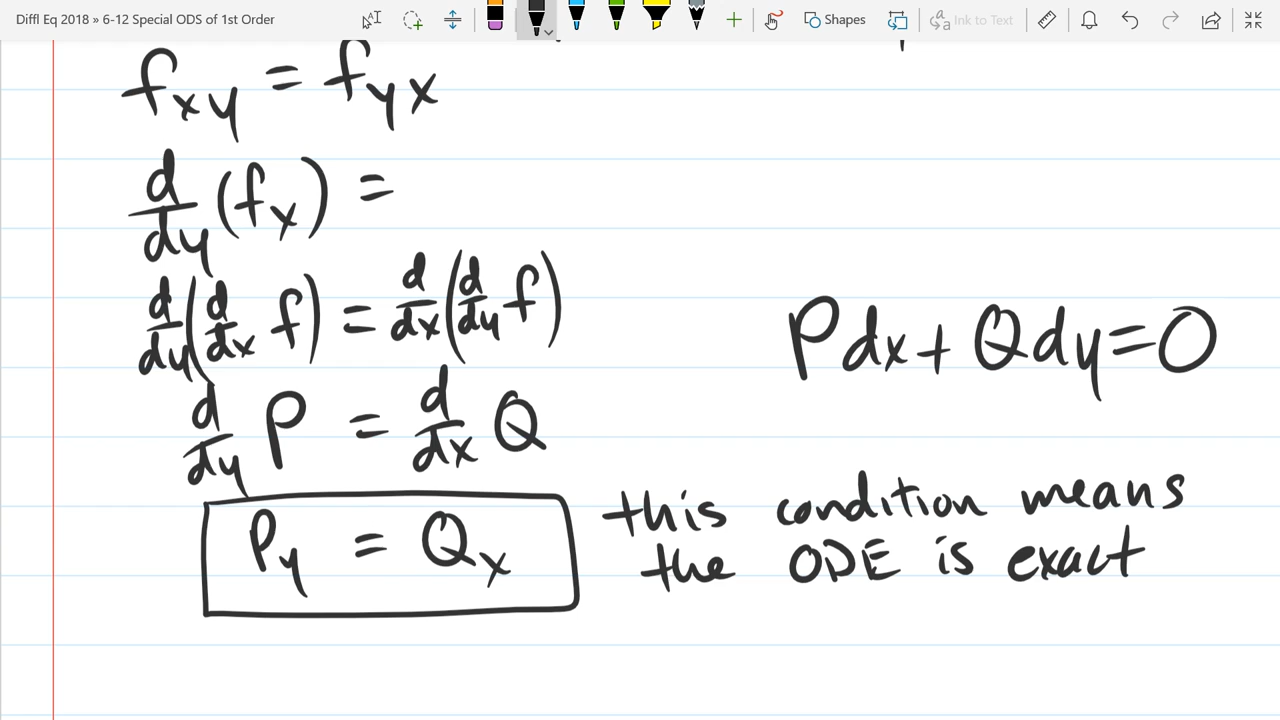 Diffl Eq 2018 » 6-12 Special ODS of 1st Order
Shapes
Ink to Text
fxy = fyx
d/dy (fx) =
d/dy (d/dx f) = d/dx (d/dy f)
Pdx + Qdy = 0
d/dy P = d/dx Q
Py = Qx
this condition means
the ODE is exact